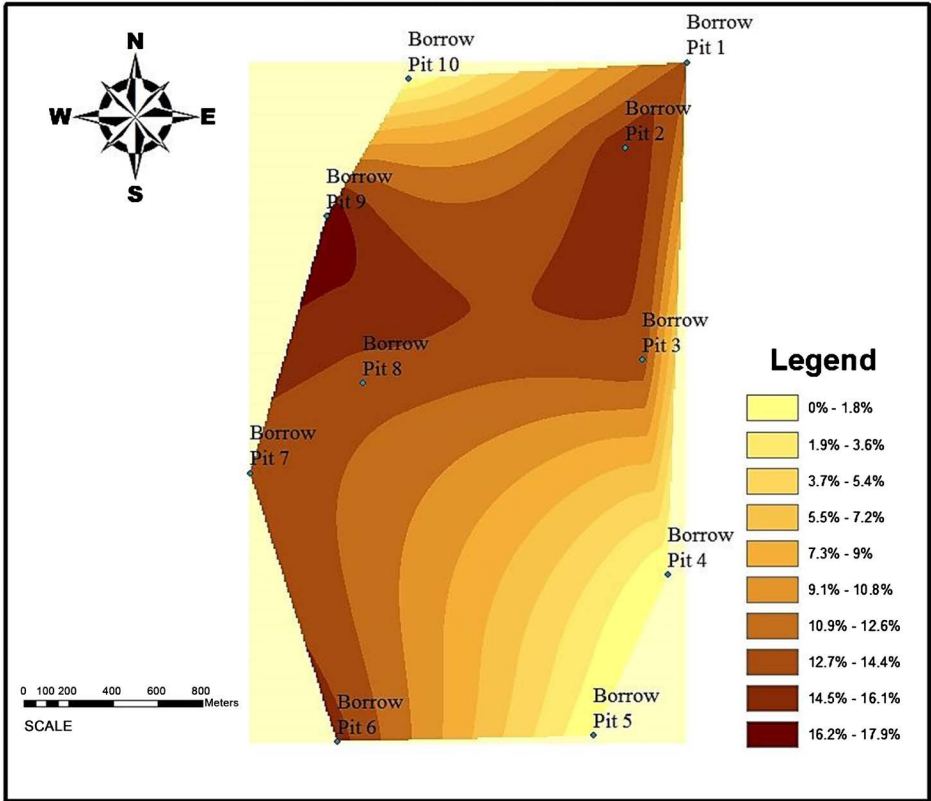 N
W
E
S
Borrow
Pit 10
Borrow
Pit 1
Borrow
Pit 2
Borrow
Pit 9
Borrow
Pit 3
Borrow
Pit 8
Borrow
Pit 7
Borrow
Pit 4
Borrow
Pit 5
Borrow
Pit 6
Legend
0% - 1.8%
1.9% - 3.6%
3.7% - 5.4%
5.5% - 7.2%
7.3% - 9%
9.1% - 10.8%
10.9% - 12.6%
12.7% - 14.4%
14.5% - 16.1%
16.2% - 17.9%
0 100 200 400 600 800
Meters
SCALE